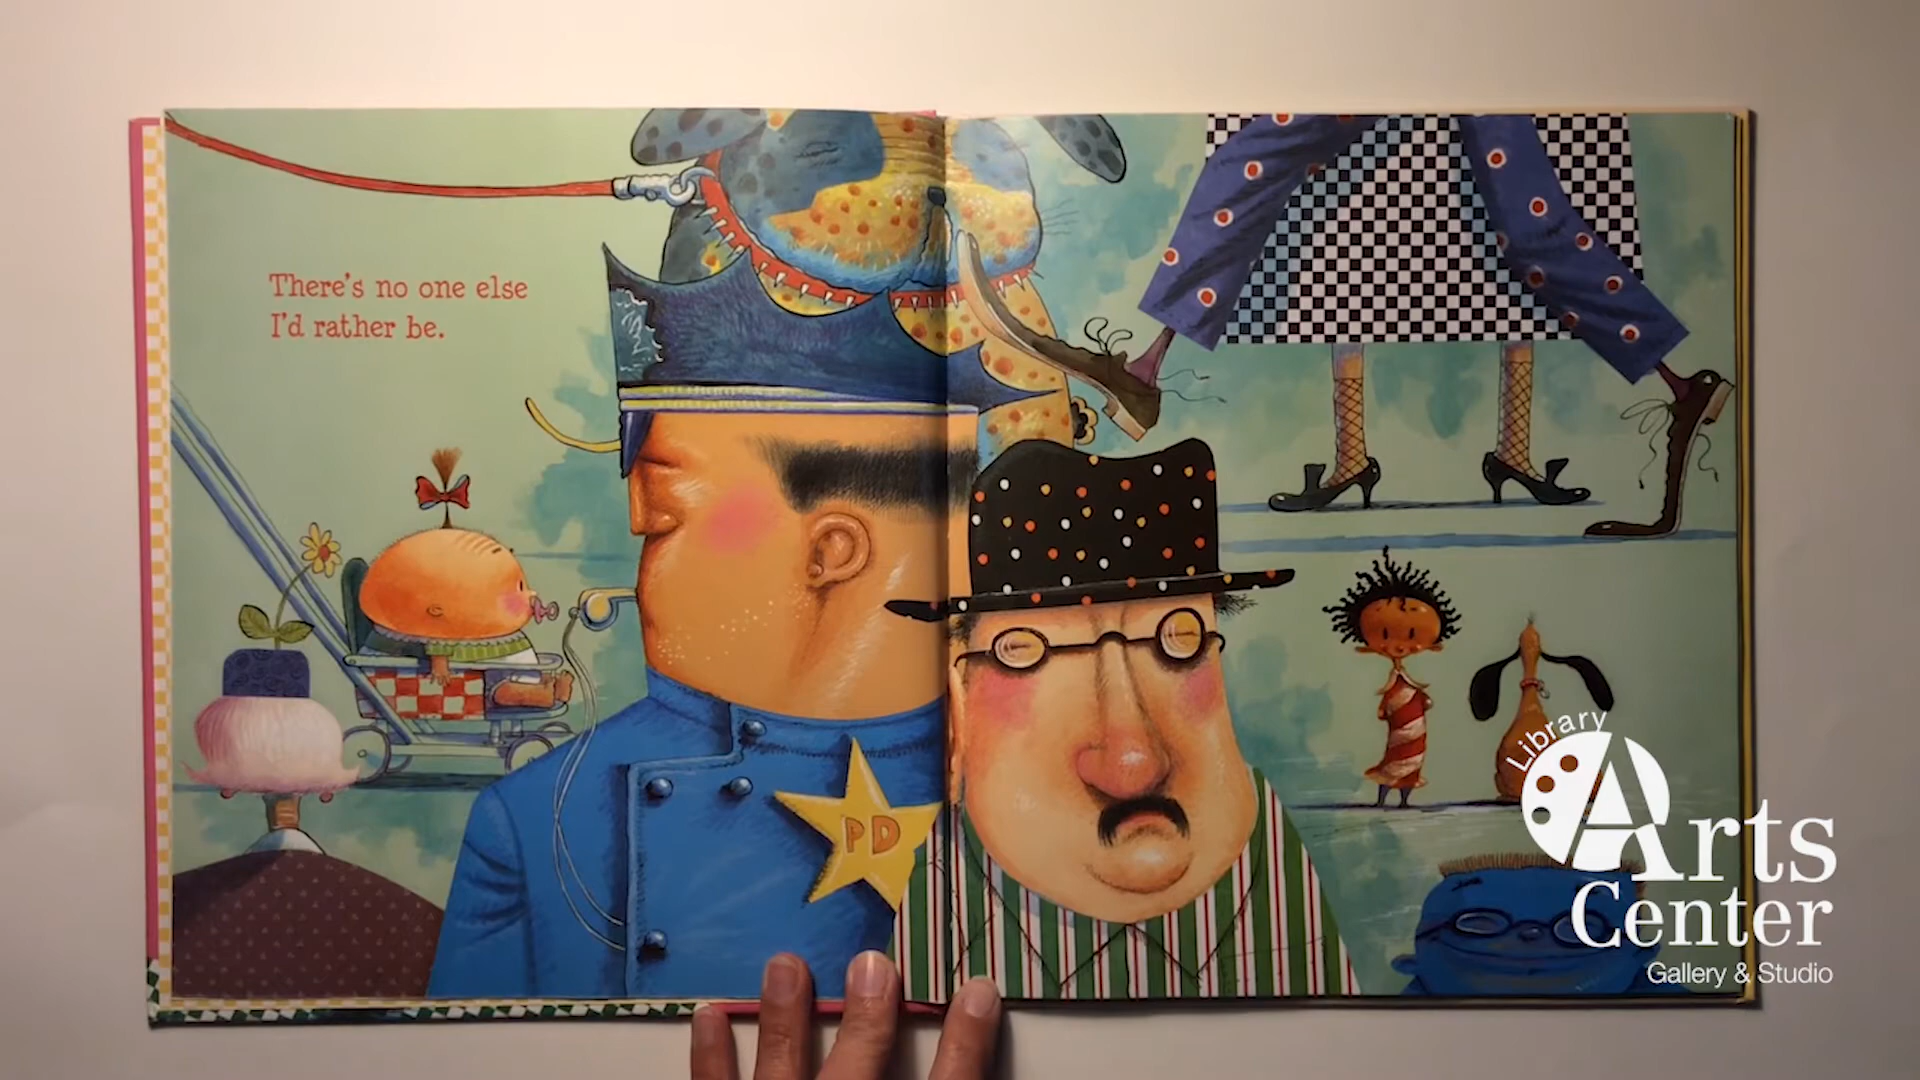 There's no one else
I'd rather be.
PD
Library
Arts
Center
Gallery & Studio